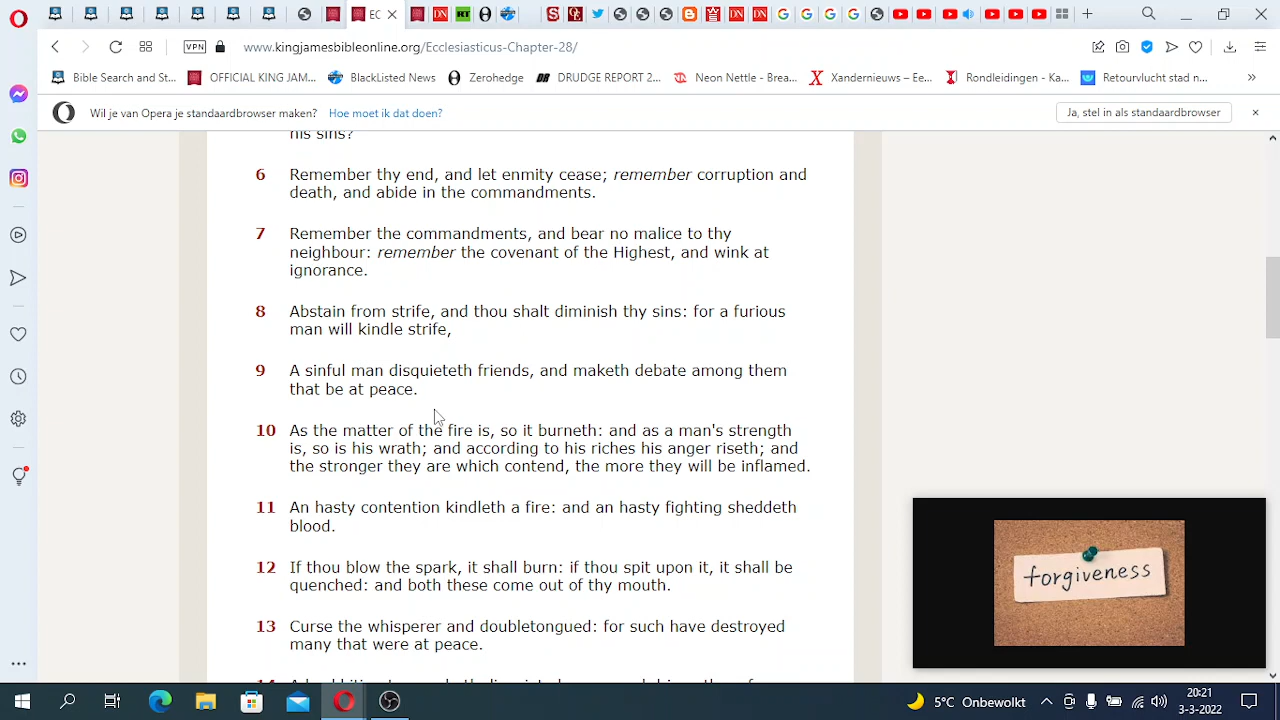 EC
www.kingjamesbibleonline.org/Ecclesiasticus-Chapter-28/
VPN
Bible Search and St...
OFFICIAL KING JAM...
BlackListed News
Zerohedge
DRUDGE REPORT 2...
Neon Nettle - Brea...
Xandernieuws – Ee...
Rondleidingen - Ka...
Retourvlucht stad n...
Wil je van Opera je standaardbrowser maken? Hoe moet ik dat doen?
Ja, stel in als standaardbrowser
his sins?
6 Remember thy end, and let enmity cease; remember corruption and
death, and abide in the commandments.
7 Remember the commandments, and bear no malice to thy
neighbour: remember the covenant of the Highest, and wink at
ignorance.
8 Abstain from strife, and thou shalt diminish thy sins: for a furious
man will kindle strife,
9 A sinful man disquieteth friends, and maketh debate among them
that be at peace.
10 As the matter of the fire is, so it burneth: and as a man's strength
is, so is his wrath; and according to his riches his anger riseth; and
the stronger they are which contend, the more they will be inflamed.
11 An hasty contention kindleth a fire: and an hasty fighting sheddeth
blood.
12 If thou blow the spark, it shall burn: if thou spit upon it, it shall be
quenched: and both these come out of thy mouth.
13 Curse the whisperer and doubletongued: for such have destroyed
many that were at peace.
forgiveness
5°C Onbewolkt
20:21
3-3-2022